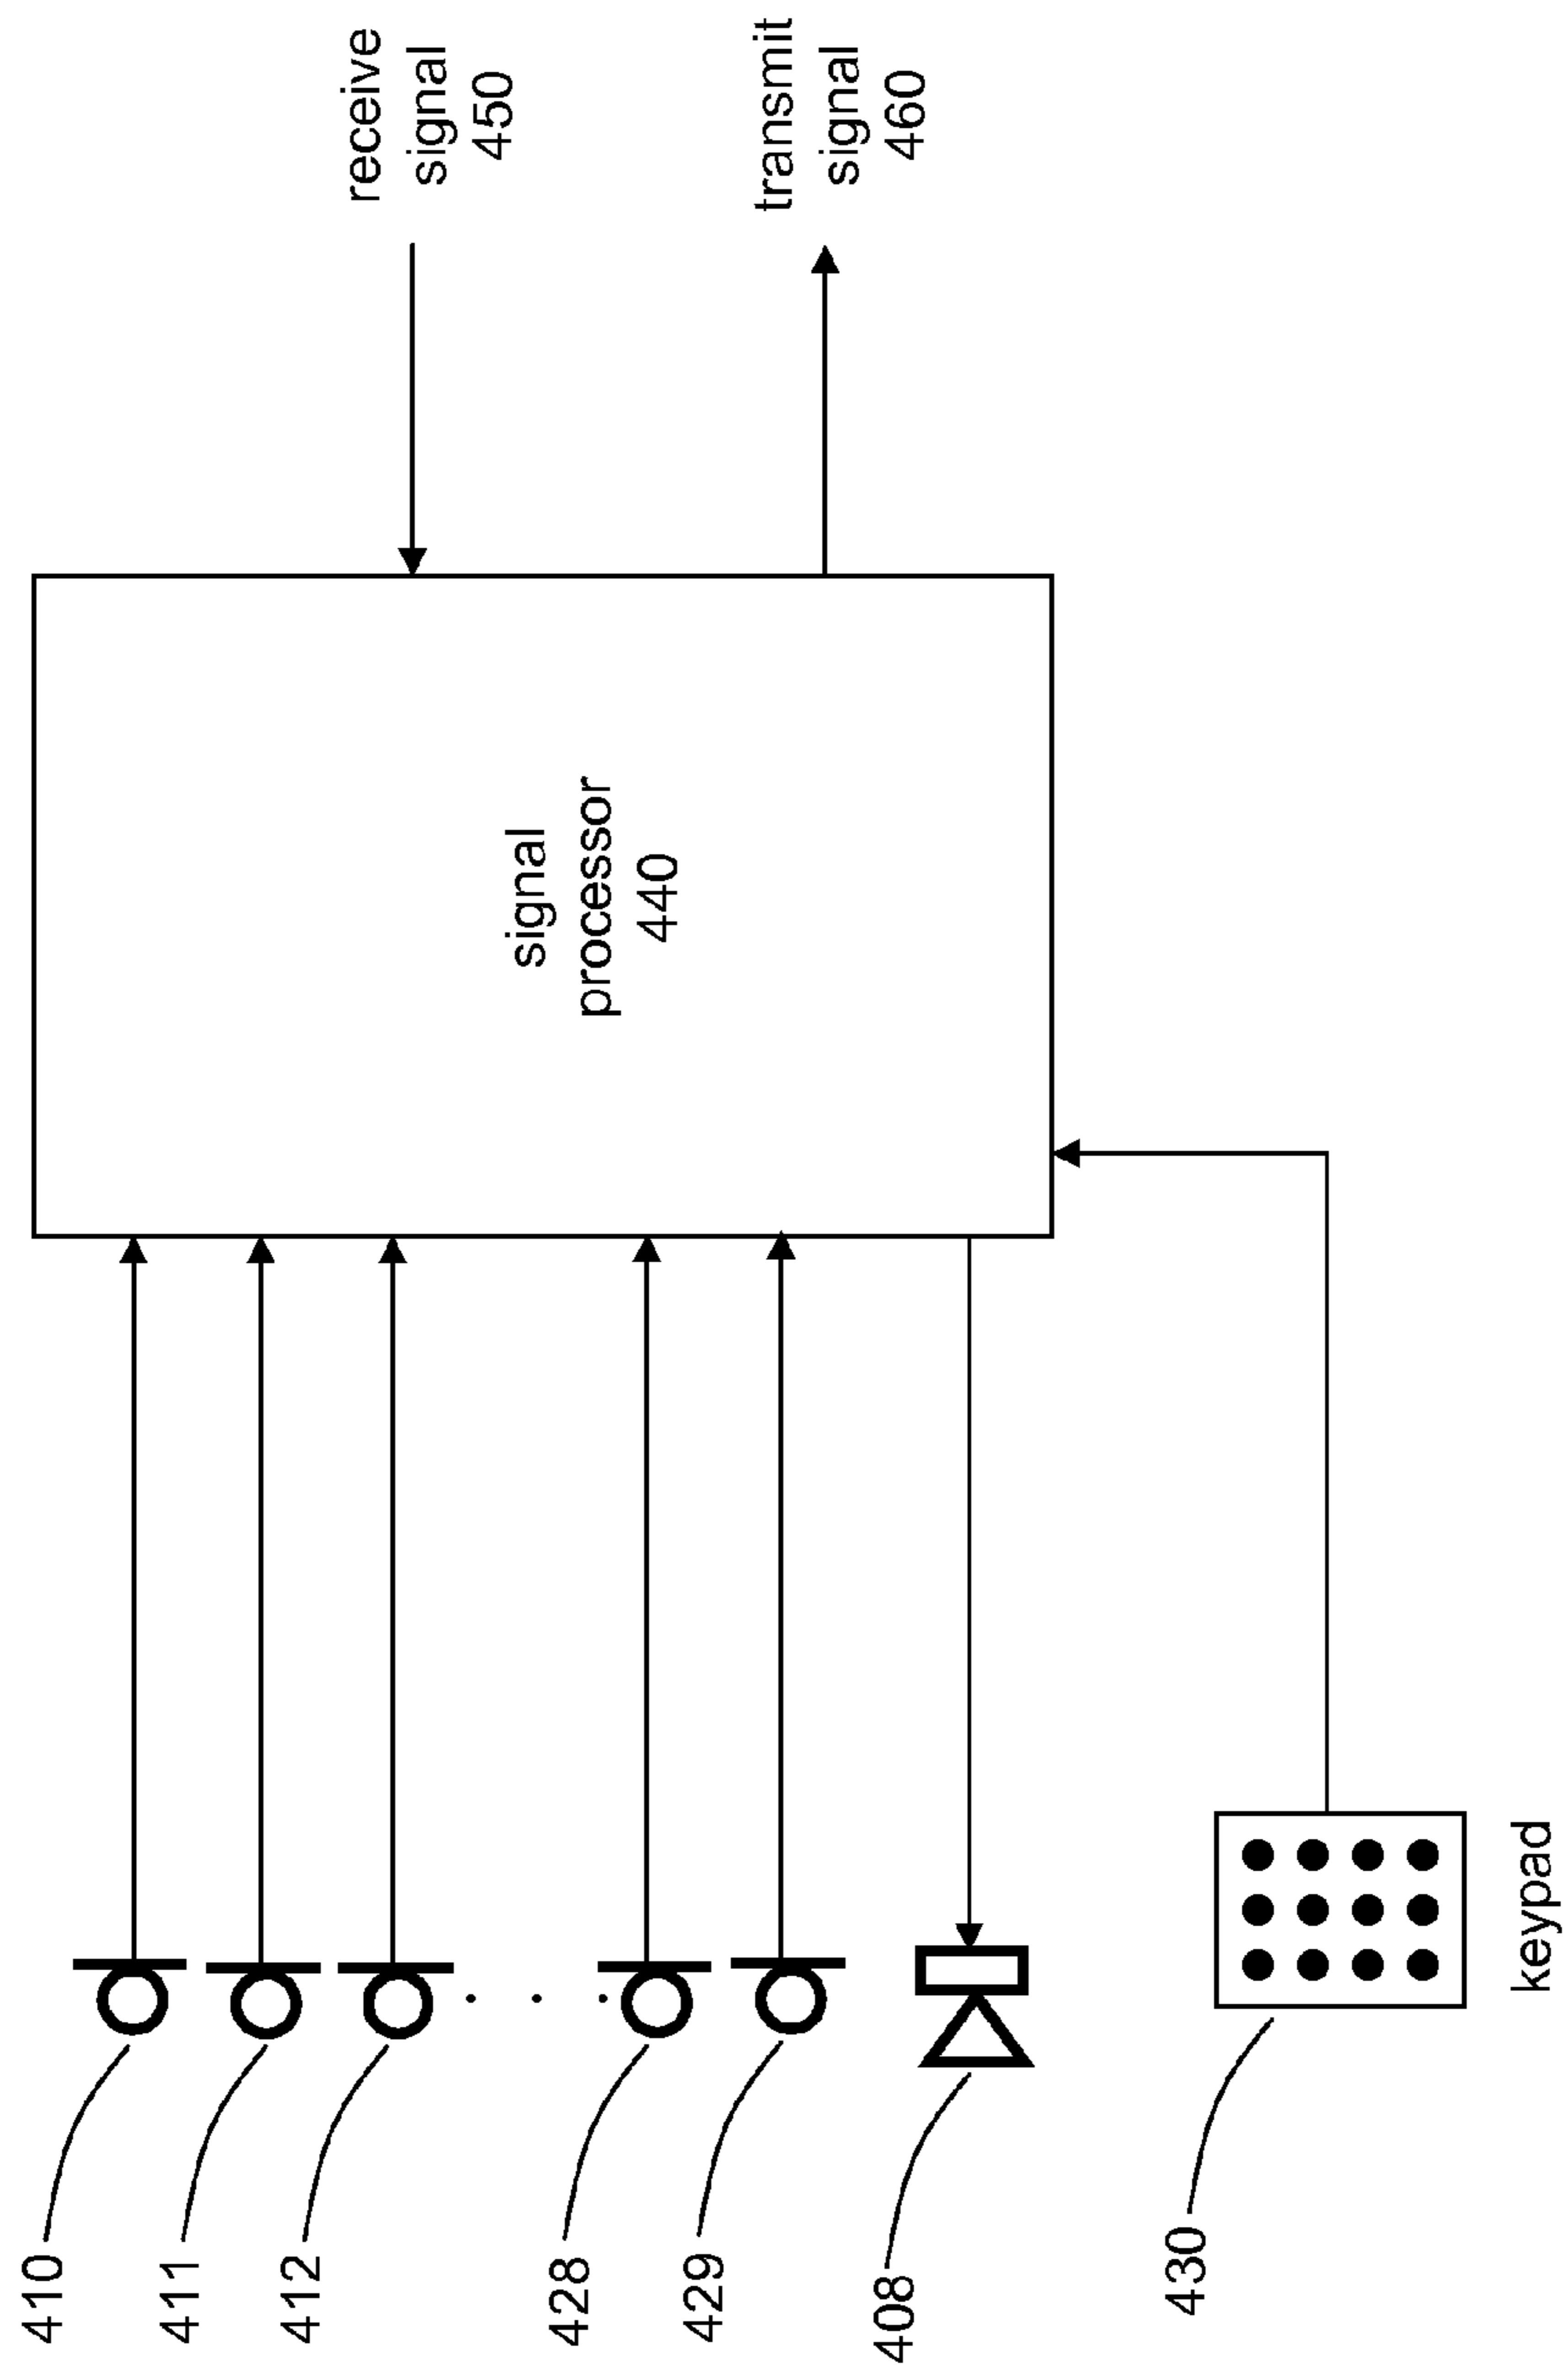 410
411
412
428
429
408
430
keypad
signal
processor
440
receive
signal
450
transmit
signal
460